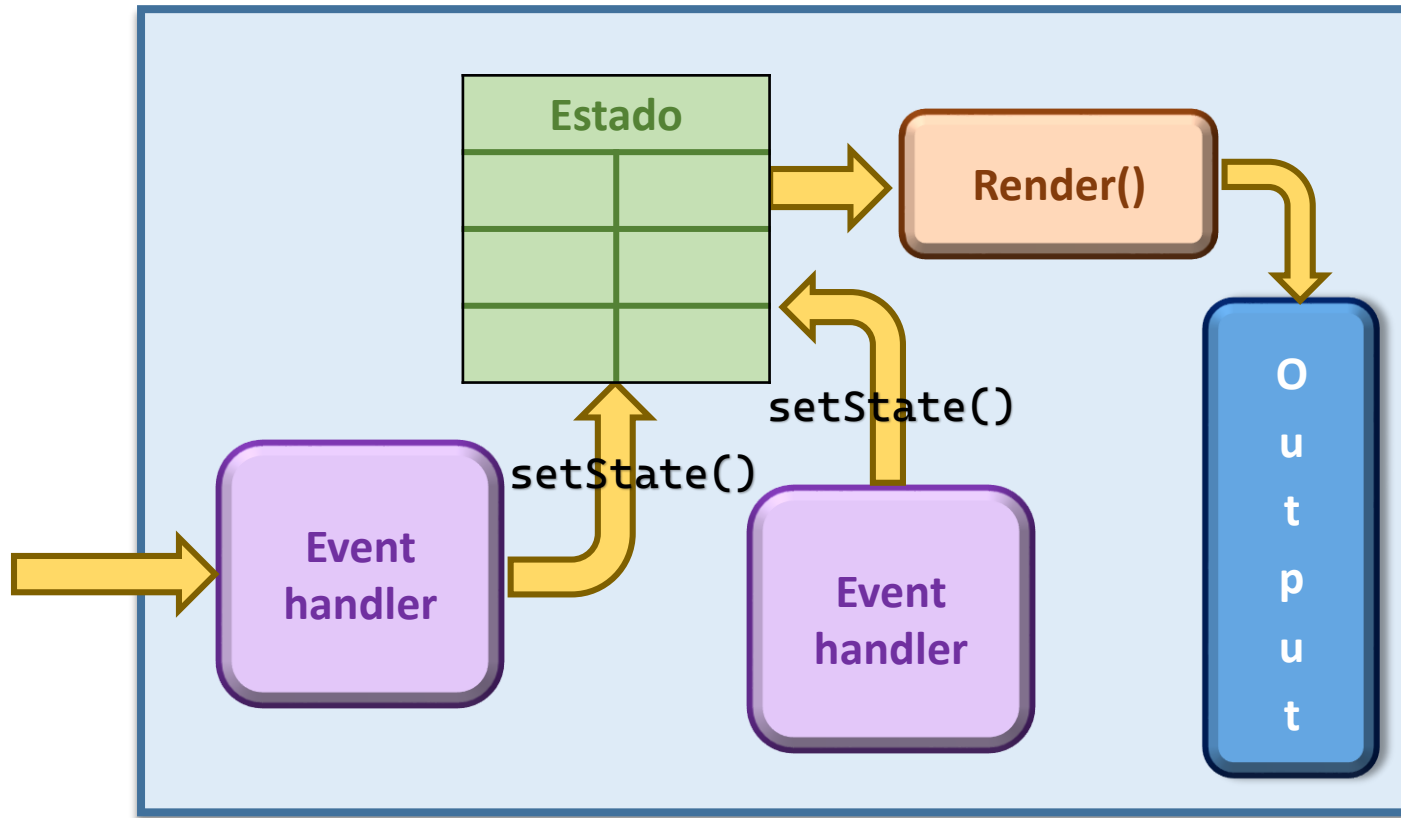 Estado
Render()
setState()
setState()
Event
handler
Event
handler
O
u
t
p
u
t